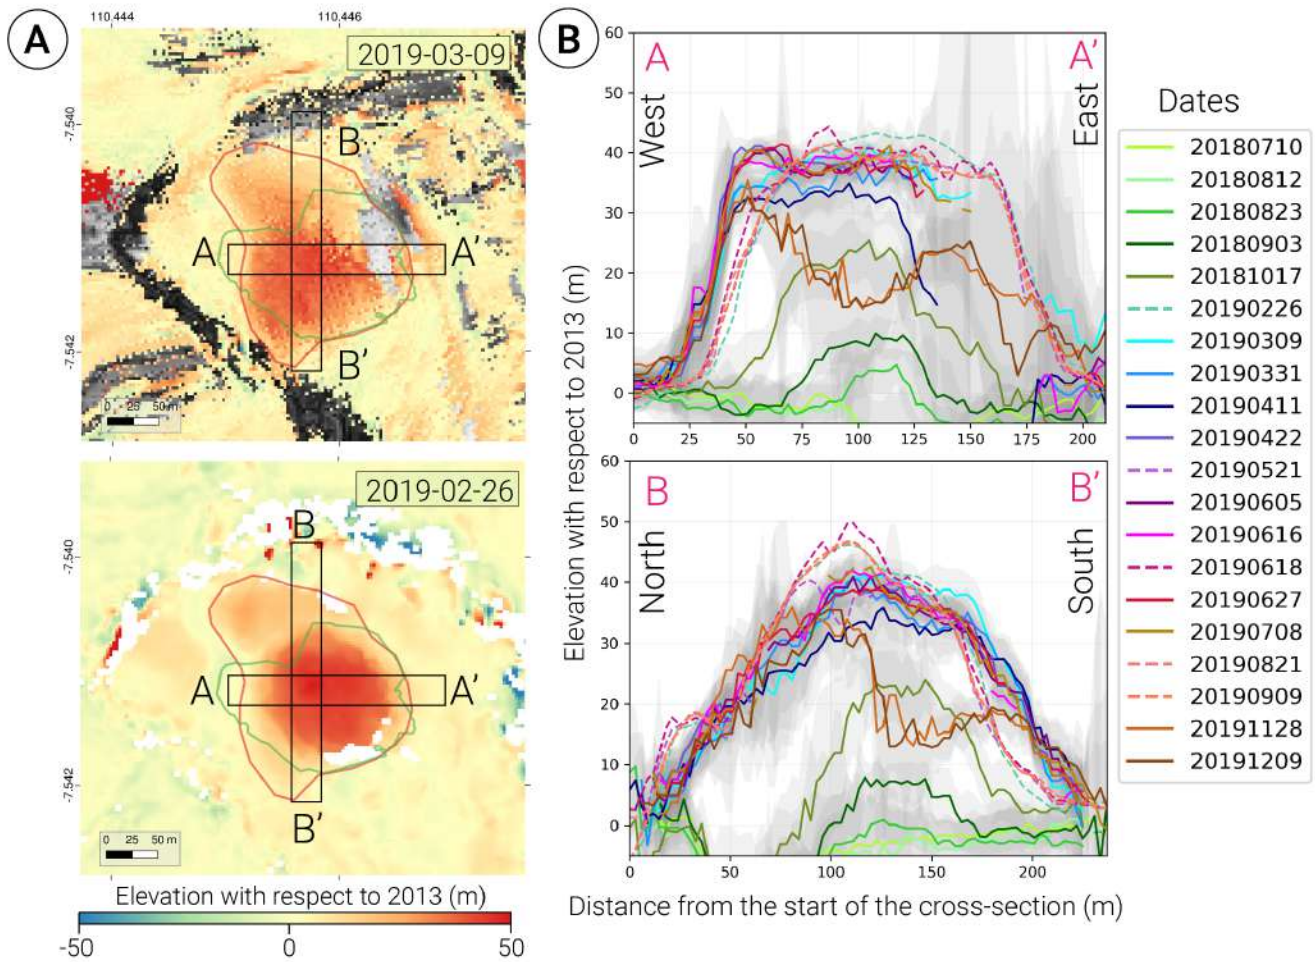 A
110.444
110.446
2019-03-09
-7.540
B
A
A'
-7.542
B'
0 25 50 m
2019-02-26
-7.540
B
A
A'
-7.542
B'
0 25 50 m
Elevation with respect to 2013 (m)
-50 0 50
B
Elevation with respect to 2013 (m)
60
50
40
30
20
10
0
A
A'
West
East
0 25 50 75 100 125 150 175 200
60
50
40
30
20
10
0
B
B'
North
South
0 50 100 150 200
Distance from the start of the cross-section (m)
Dates
20180710
20180812
20180823
20180903
20181017
20190226
20190309
20190331
20190411
20190422
20190521
20190605
20190616
20190618
20190627
20190708
20190821
20190909
20191128
20191209